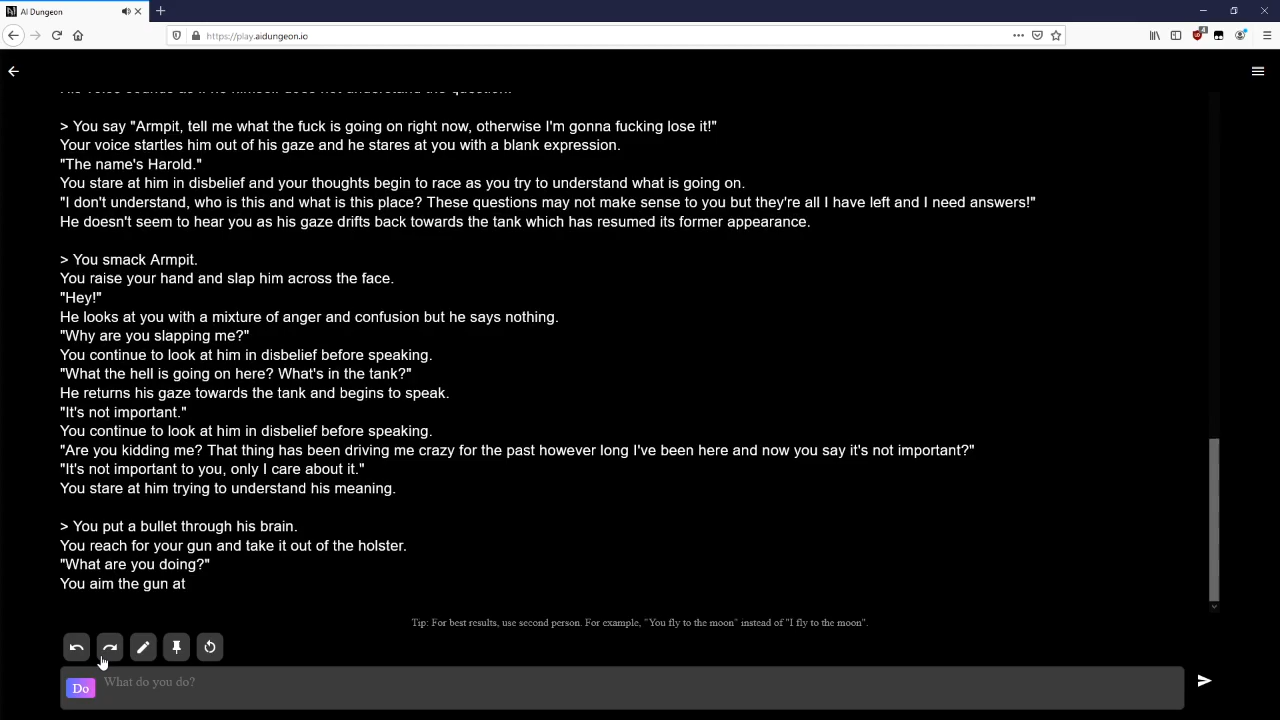 AI Dungeon
https://play.aidungeon.io
> You say "Armpit, tell me what the fuck is going on right now, otherwise I'm gonna fucking lose it!"
Your voice startles him out of his gaze and he stares at you with a blank expression.
"The name's Harold."
You stare at him in disbelief and your thoughts begin to race as you try to understand what is going on.
"I don't understand, who is this and what is this place? These questions may not make sense to you but they're all I have left and I need answers!"
He doesn't seem to hear you as his gaze drifts back towards the tank which has resumed its former appearance.
> You smack Armpit.
You raise your hand and slap him across the face.
"Hey!"
He looks at you with a mixture of anger and confusion but he says nothing.
"Why are you slapping me?"
You continue to look at him in disbelief before speaking.
"What the hell is going on here? What's in the tank?"
He returns his gaze towards the tank and begins to speak.
"It's not important."
You continue to look at him in disbelief before speaking.
"Are you kidding me? That thing has been driving me crazy for the past however long I've been here and now you say it's not important?"
"It's not important to you, only I care about it."
You stare at him trying to understand his meaning.
> You put a bullet through his brain.
You reach for your gun and take it out of the holster.
"What are you doing?"
You aim the gun at
Tip: For best results, use second person. For example, "You fly to the moon" instead of "I fly to the moon".
Do What do you do?